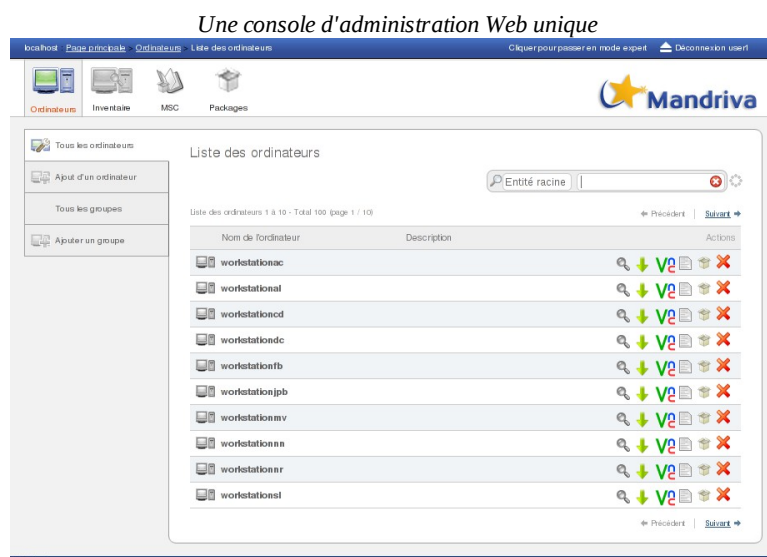 Une console d'administration Web unique
localhost Page principale > Ordinateurs > Liste des ordinateurs
Cliquer pour passer en mode expert
Déconnexion user1
Ordinateurs
Inventaire
MSC
Packages
Mandriva
Tous les ordinateurs
Ajout d'un ordinateur
Tous les groupes
Ajouter un groupe
Liste des ordinateurs
Entité racine
Liste des ordinateurs 1 à 10 - Total 100 (page 1 / 10)
Précédent | Suivant
Nom de l'ordinateur Description Actions
workstationac
workstational
workstationcd
workstationdc
workstationfb
workstationjpb
workstationmv
workstationnn
workstationnr
workstationsl
Précédent | Suivant